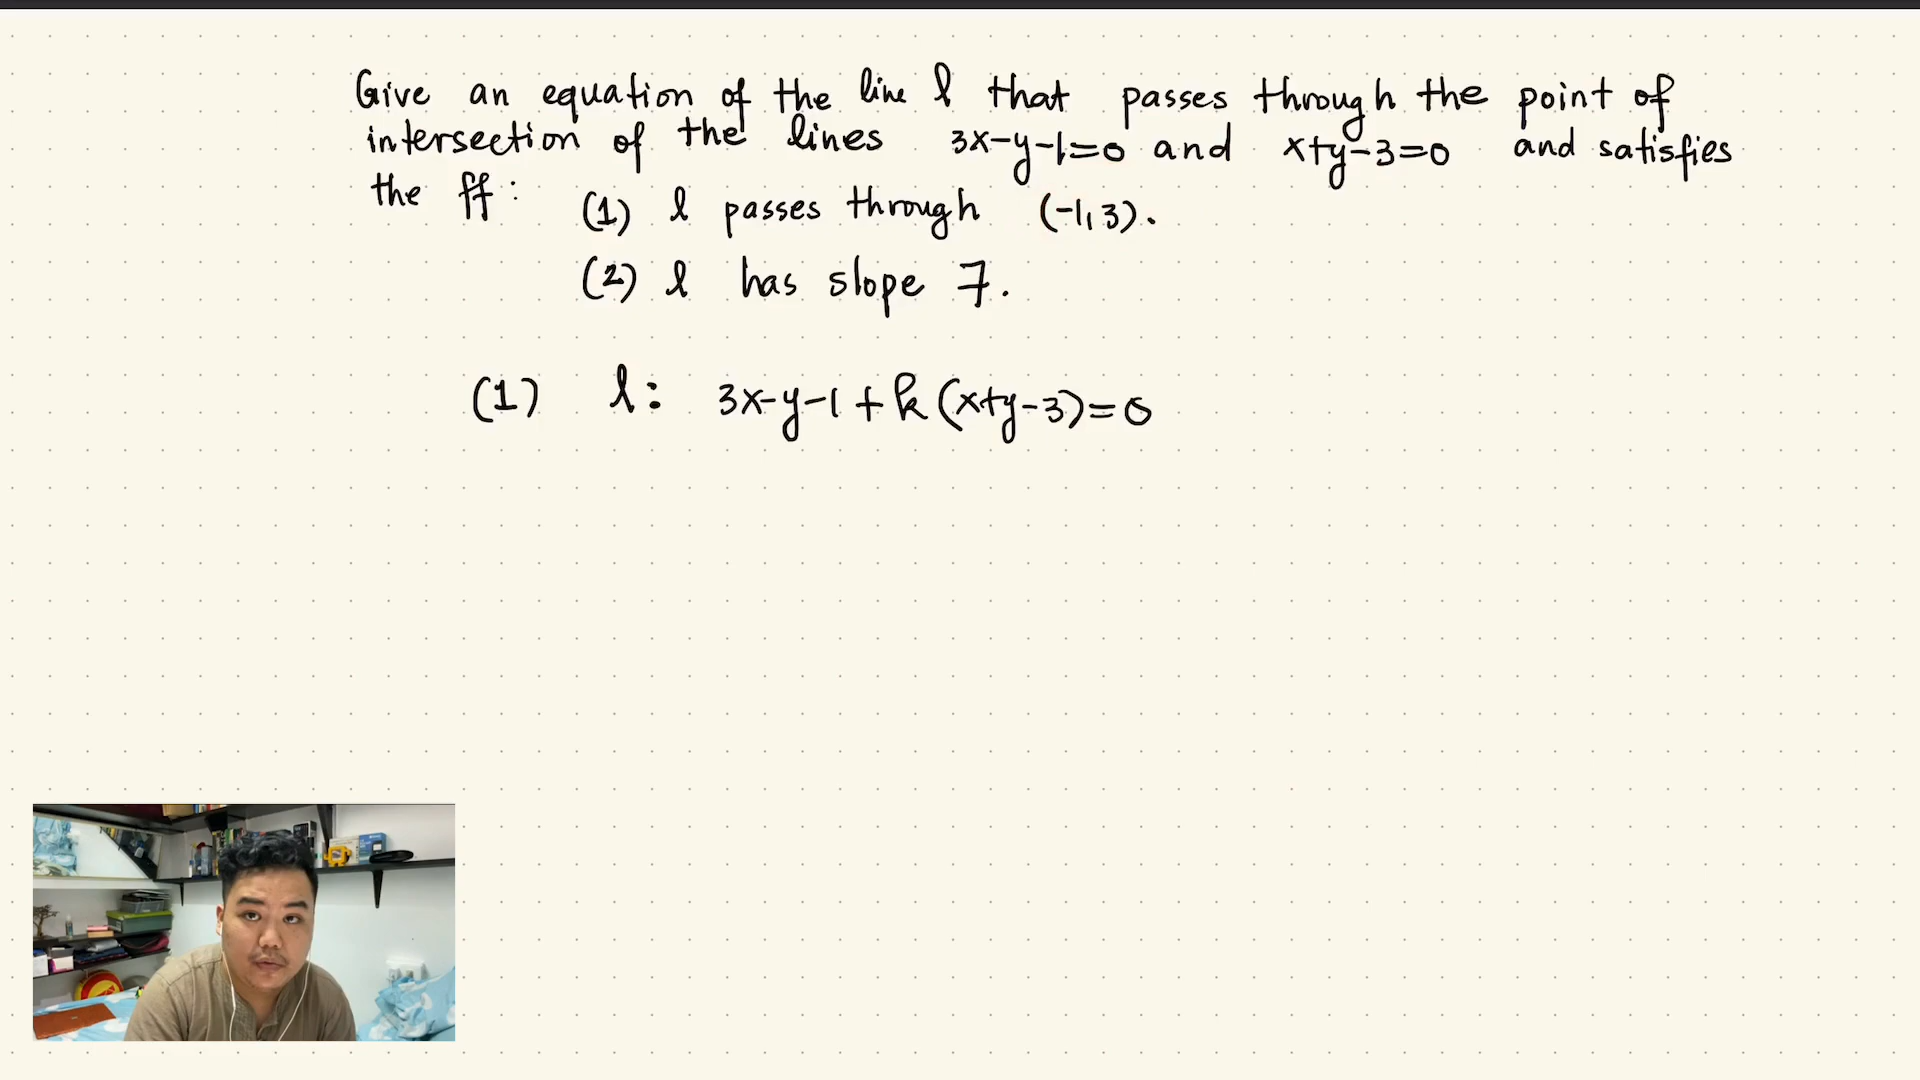 Give an equation of the line l that passes through the point of
intersection of the lines 3x-y-1=0 and x+y-3=0 and satisfies
the ff:
(1) l passes through (-1,3).
(2) l has slope 7.
(1) l: 3x-y-1+k(x+y-3)=0